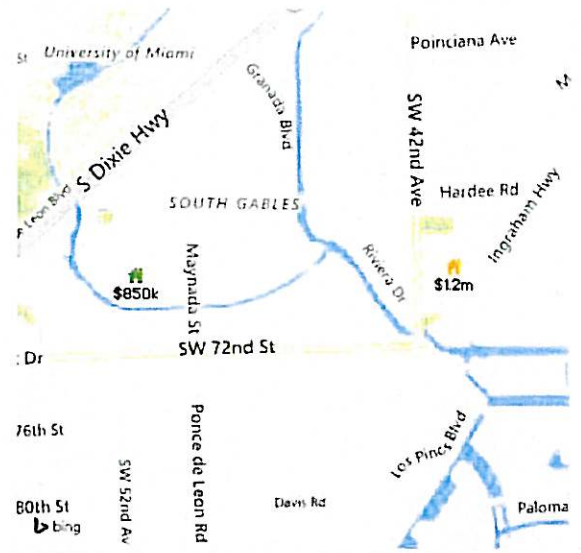 St
University of Miami
Poinciana Ave
Granada Blvd
S Dixie Hwy
SW 42nd Ave
Leon Blvd
Hardee Rd
Ingraham Hwy
SOUTH GABLES
Maynada St
Riviera Dr
$850k
$1.2m
: Dr
SW 72nd St
76th St
Ponce de Leon Rd
SW 52nd Av
Los Pinos Blvd
80th St
Davis Rd
Paloma
bing